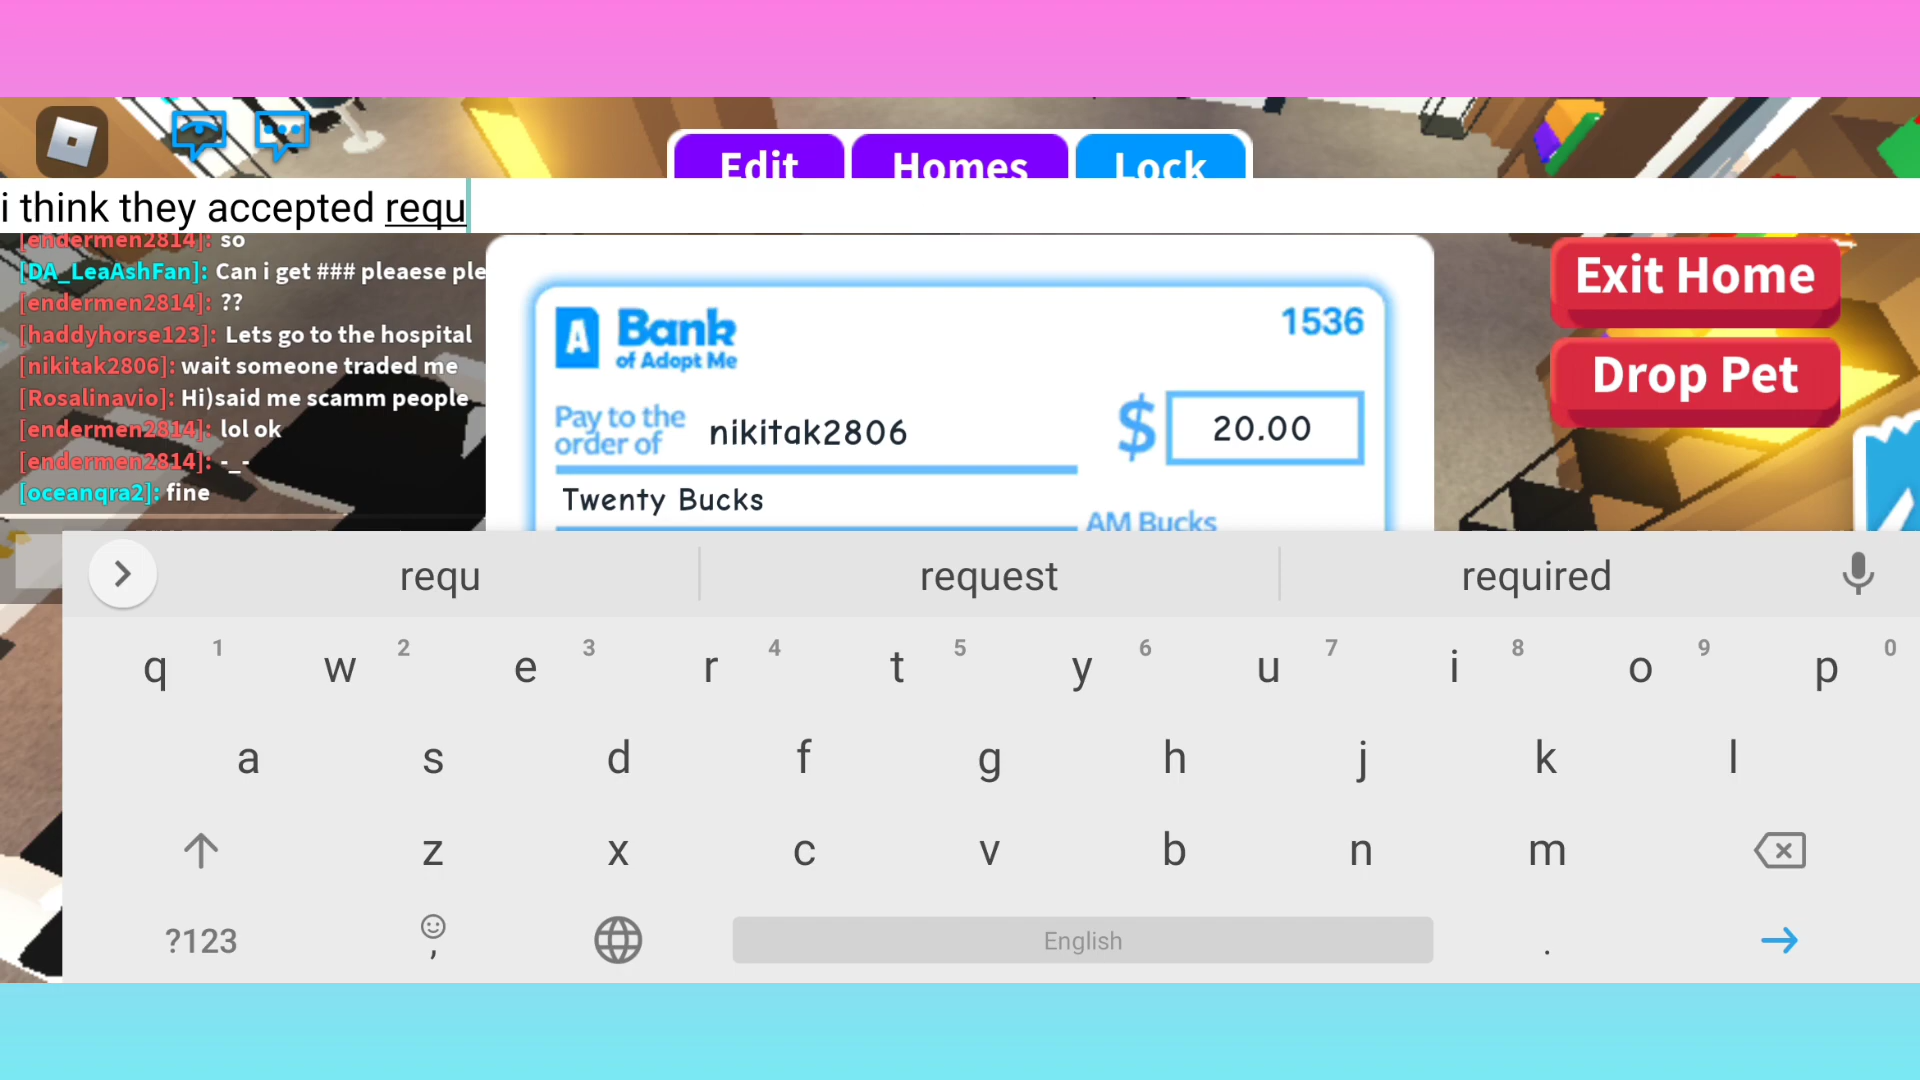 Edit Homes Lock
i think they accepted requ
[endermen2814]: so
[DA_LeaAshFan]: Can i get ### pleaese ple
[endermen2814]: ??
[haddyhorse123]: Lets go to the hospital
[nikitak2806]: wait someone traded me
[Rosalinavio]: Hi)said me scamm people
[endermen2814]: lol ok
[endermen2814]: -_-
[oceanqra2]: fine
A Bank
of Adopt Me
1536
Pay to the
order of nikitak2806
$ 20.00
Twenty Bucks
AM Bucks
Exit Home
Drop Pet
requ request required
q 1 w 2 e 3 r 4 t 5 y 6 u 7 i 8 o 9 p 0
a s d f g h j k l
z x c v b n m
?123 , English .